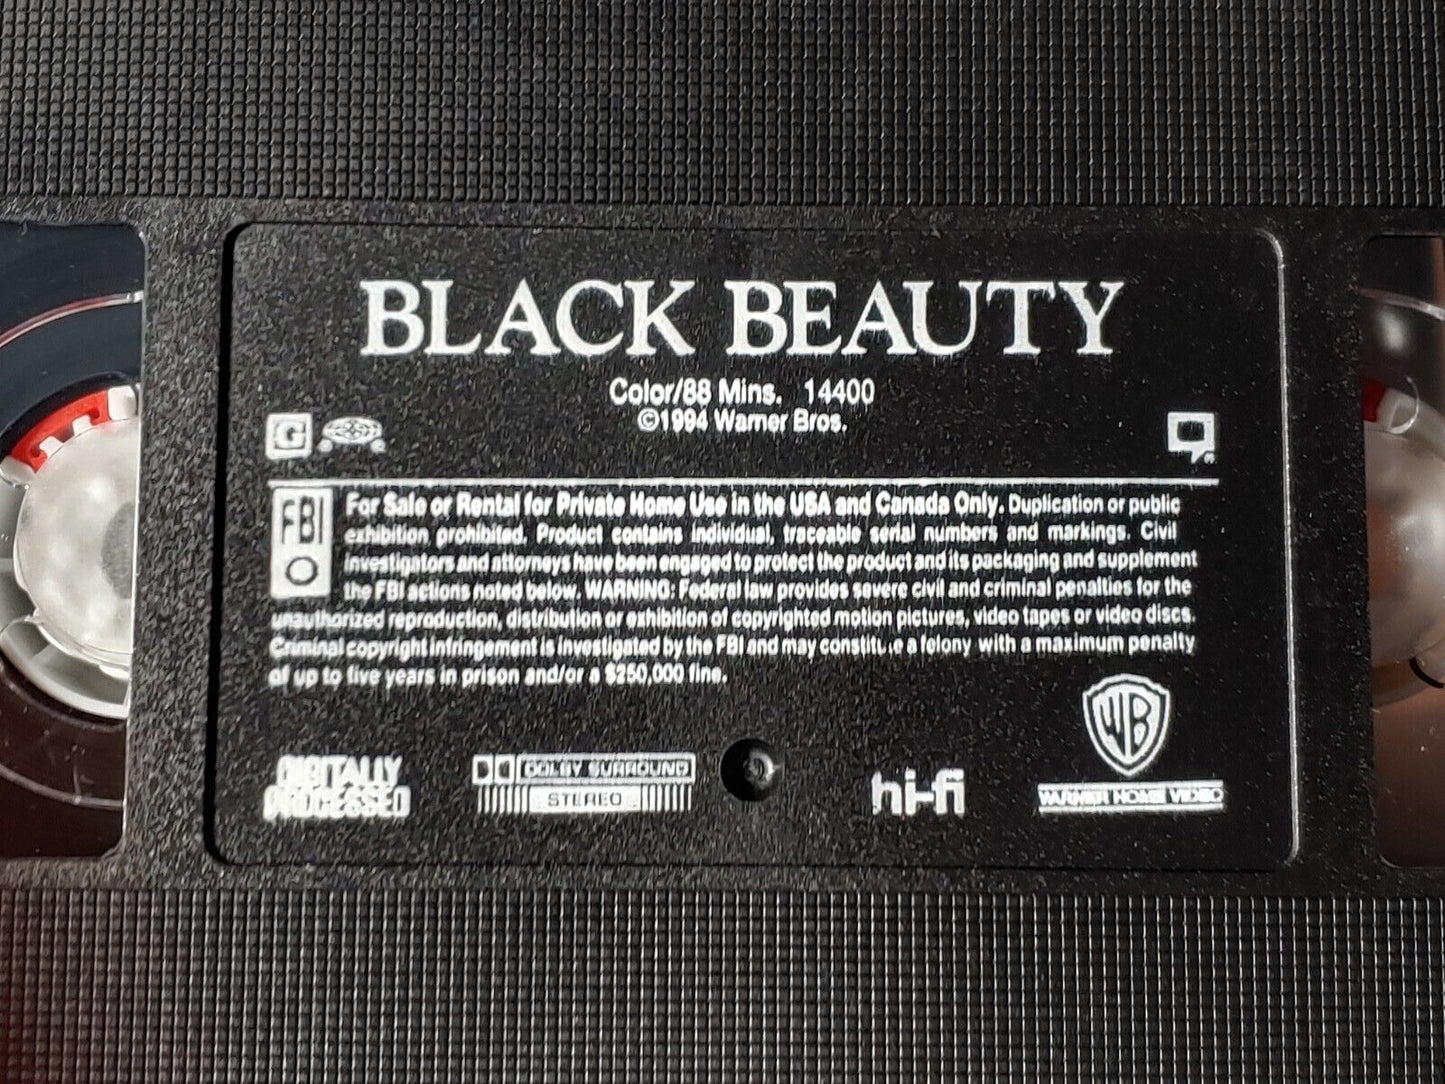 BLACK BEAUTY
Color/88 Mins. 14400
©1994 Warner Bros.
G
FBI
For Sale or Rental for Private Home Use in the USA and Canada Only. Duplication or public
exhibition prohibited. Product contains individual, traceable serial numbers and markings. Civil
investigators and attorneys have been engaged to protect the product and its packaging and supplement
the FBI actions noted below. WARNING: Federal law provides severe civil and criminal penalties for the
unauthorized reproduction, distribution or exhibition of copyrighted motion pictures, video tapes or video discs.
Criminal copyright infringement is investigated by the FBI and may constitute a felony with a maximum penalty
of up to five years in prison and/or a $250,000 fine.
DIGITALLY
PROCESSED
DOLBY SURROUND
STEREO
hi-fi
WB
WARNER HOME VIDEO